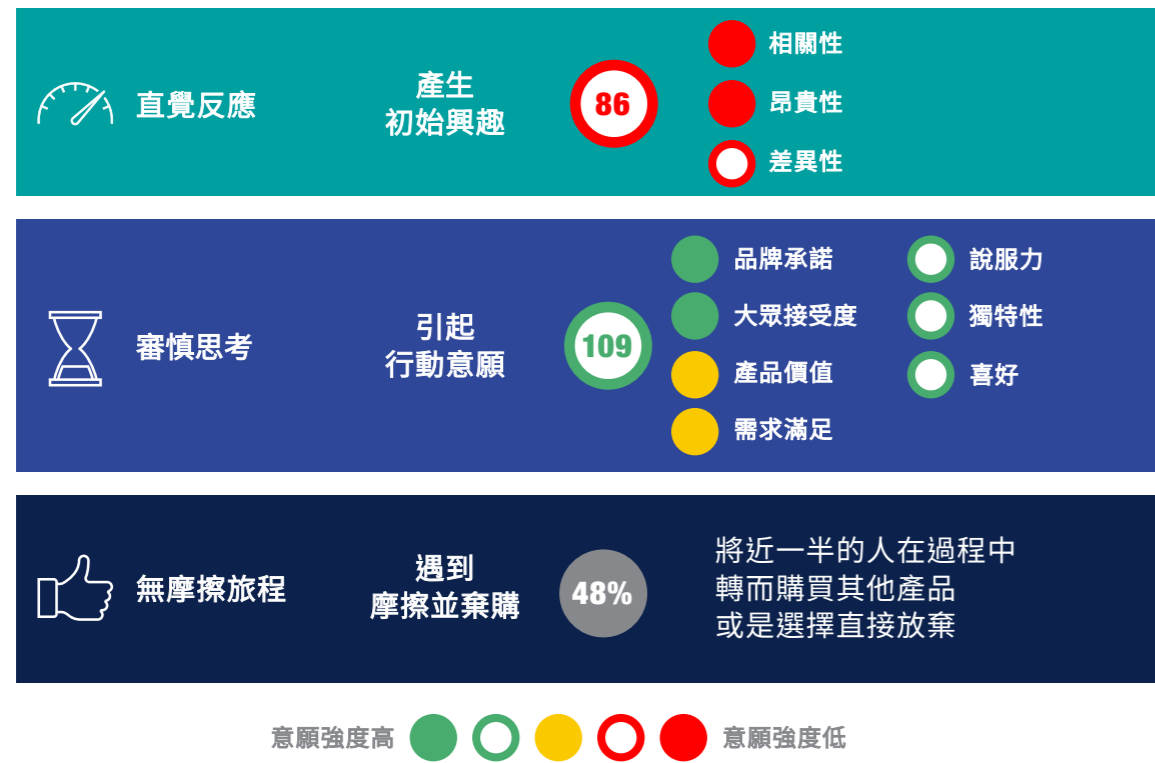 直覺反應
產生
初始興趣
86
相關性
昂貴性
差異性
審慎思考
引起
行動意願
109
品牌承諾
大眾接受度
產品價值
需求滿足
說服力
獨特性
喜好
無摩擦旅程
遇到
摩擦並棄購
48%
將近一半的人在過程中
轉而購買其他產品
或是選擇直接放棄
意願強度高
意願強度低